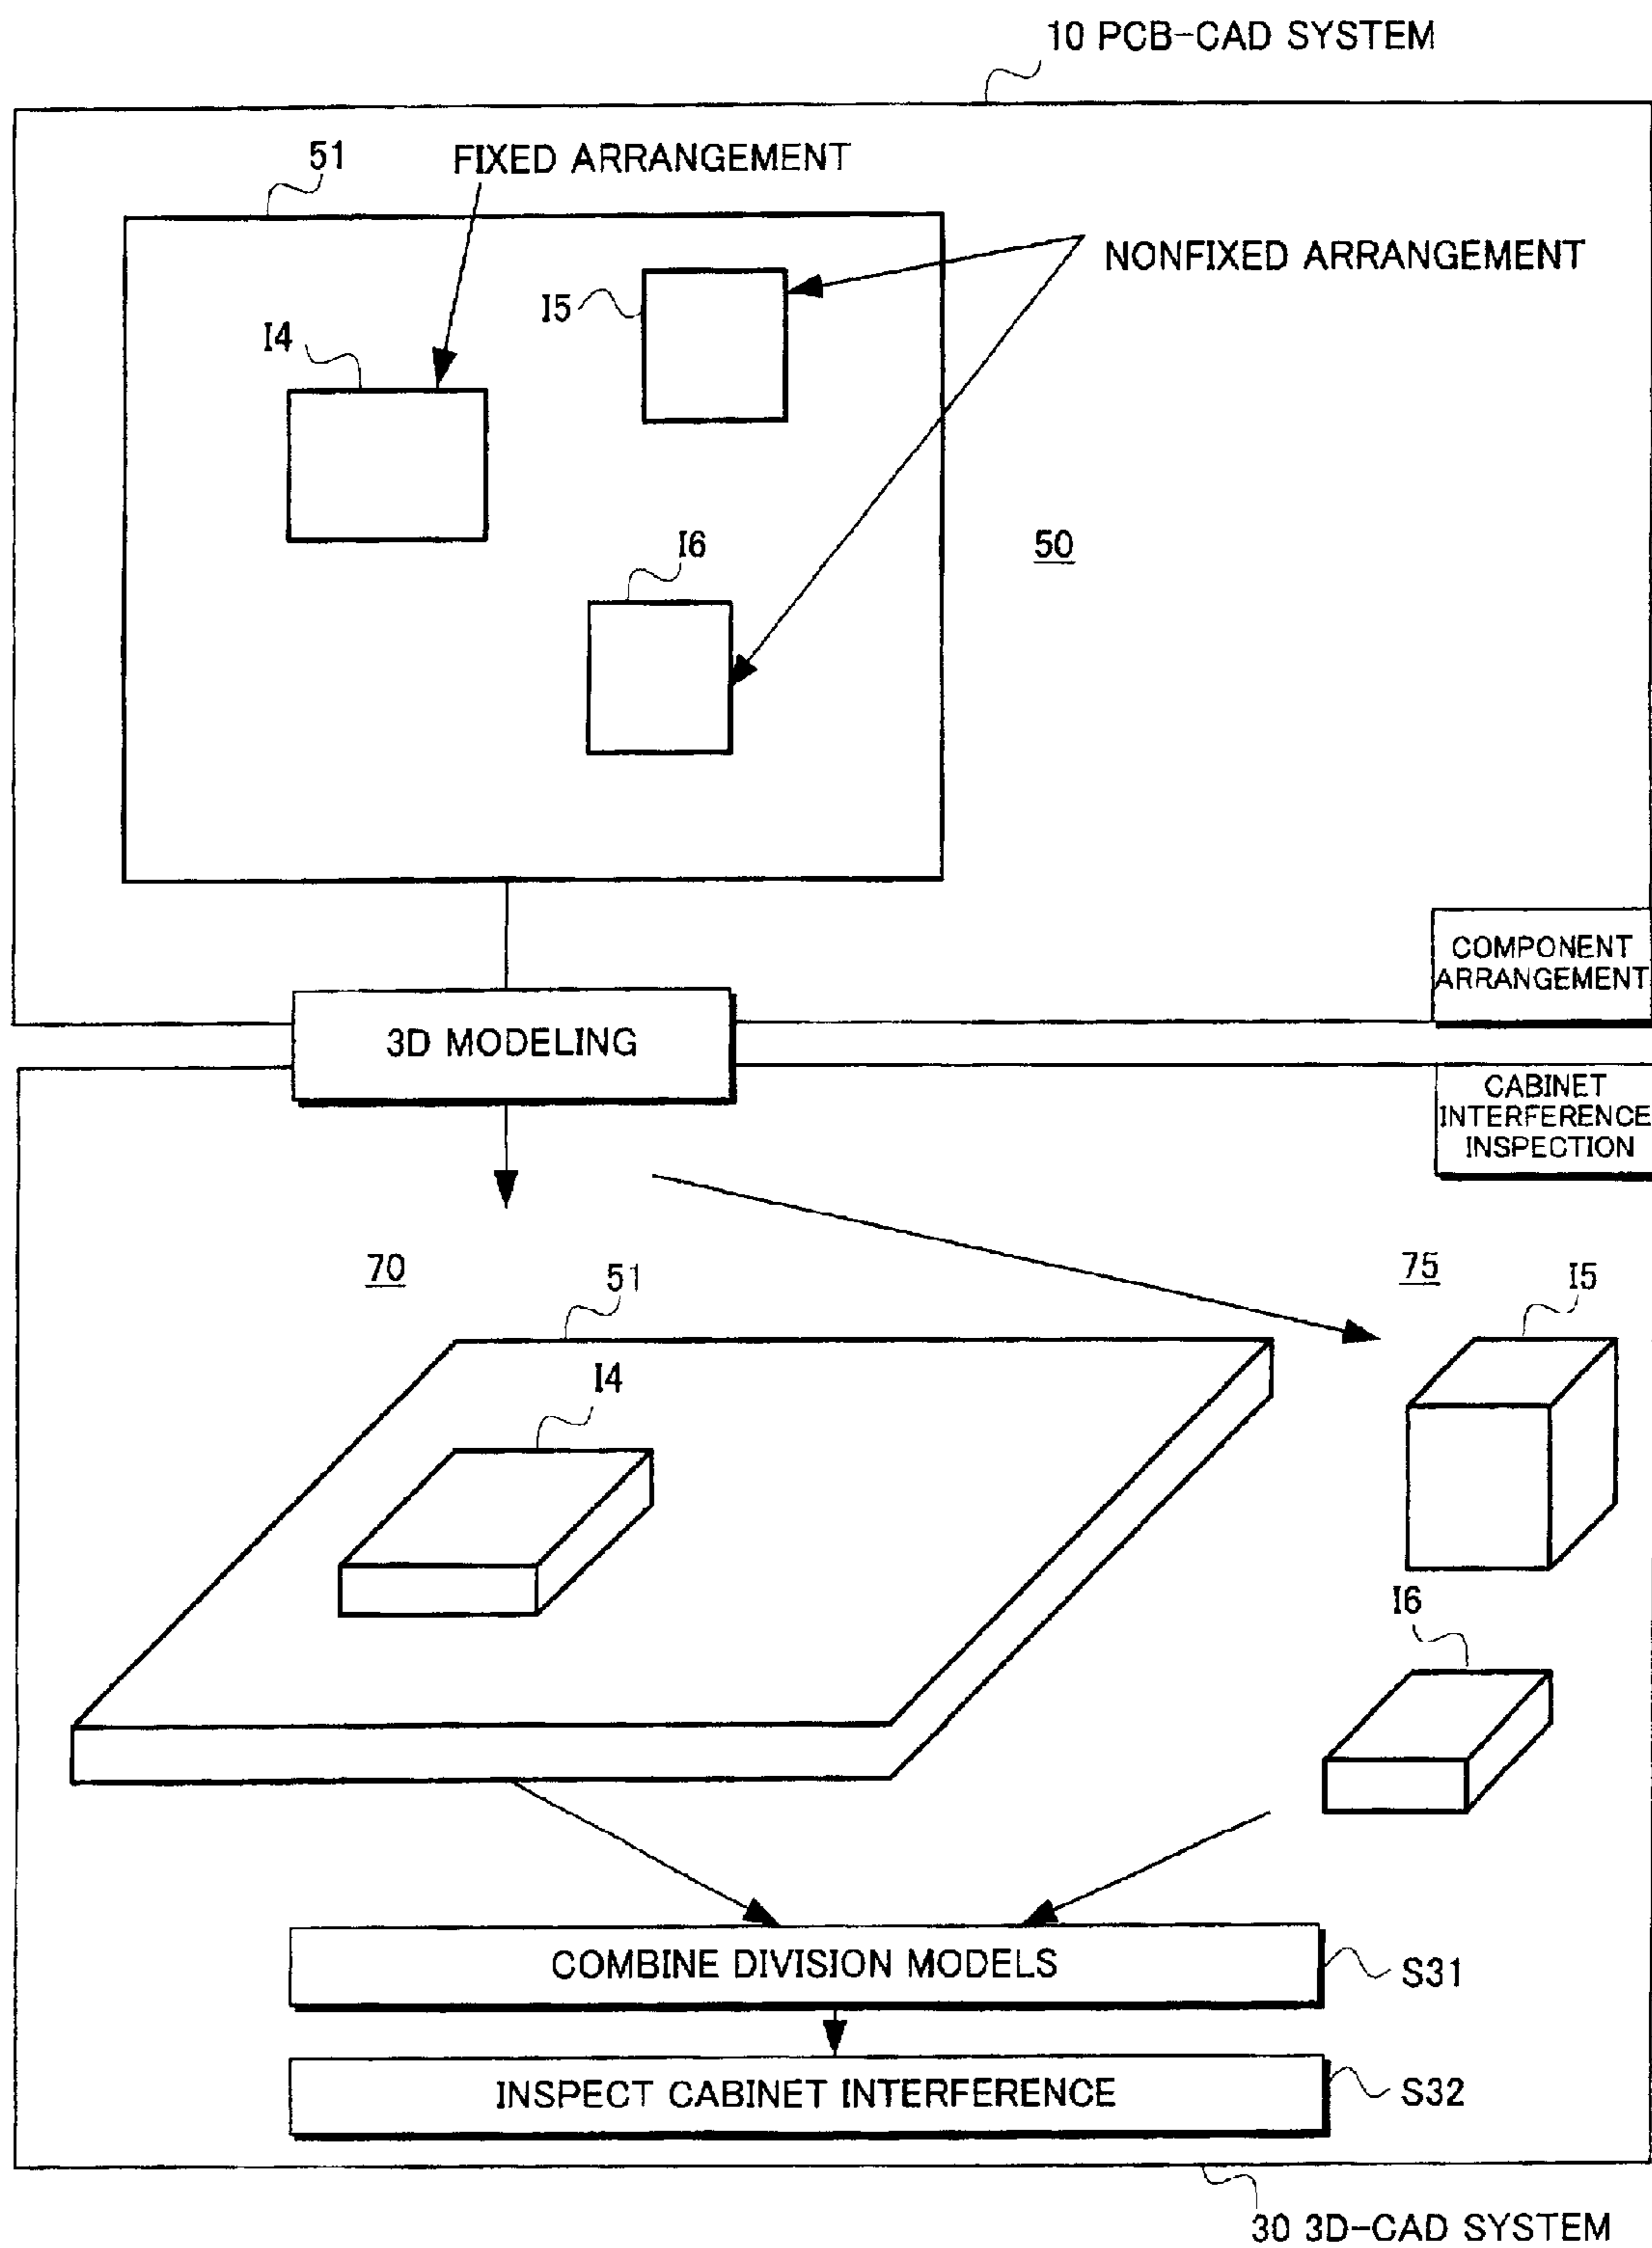 10 PCB-CAD SYSTEM
51
FIXED ARRANGEMENT
NONFIXED ARRANGEMENT
I5
I4
I6
50
COMPONENT
ARRANGEMENT
3D MODELING
CABINET
INTERFERENCE
INSPECTION
70
75
51
I5
I4
I6
COMBINE DIVISION MODELS
S31
INSPECT CABINET INTERFERENCE
S32
30 3D-CAD SYSTEM